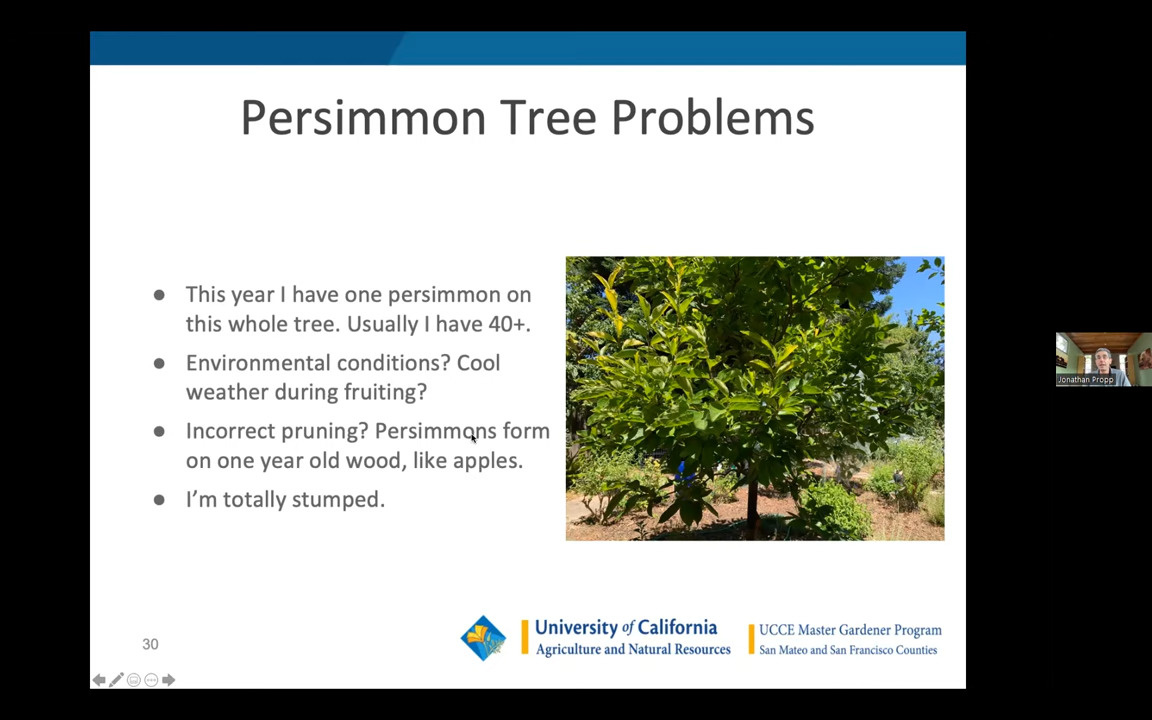 Persimmon Tree Problems
● This year I have one persimmon on
this whole tree. Usually I have 40+.
● Environmental conditions? Cool
weather during fruiting?
● Incorrect pruning? Persimmons form
on one year old wood, like apples.
● I'm totally stumped.
Jonathan Propp
30
University of California
Agriculture and Natural Resources
UCCE Master Gardener Program
San Mateo and San Francisco Counties